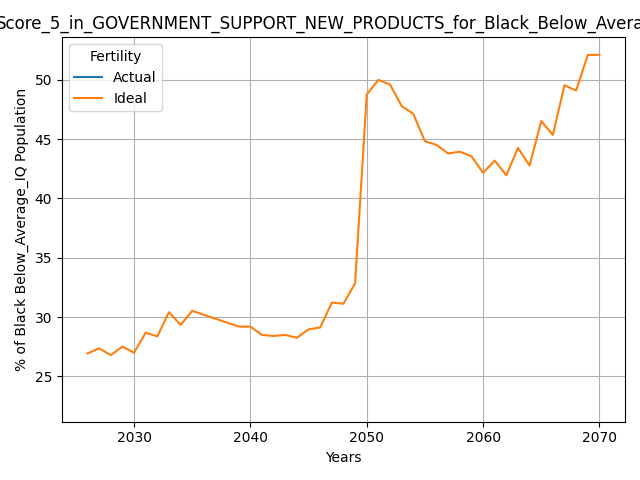 Score_5_in_GOVERNMENT_SUPPORT_NEW_PRODUCTS_for_Black_Below_Avera
Fertility
Actual
Ideal
% of Black Below_Average_IQ Population
50
45
40
35
30
25
2030 2040 2050 2060 2070
Years